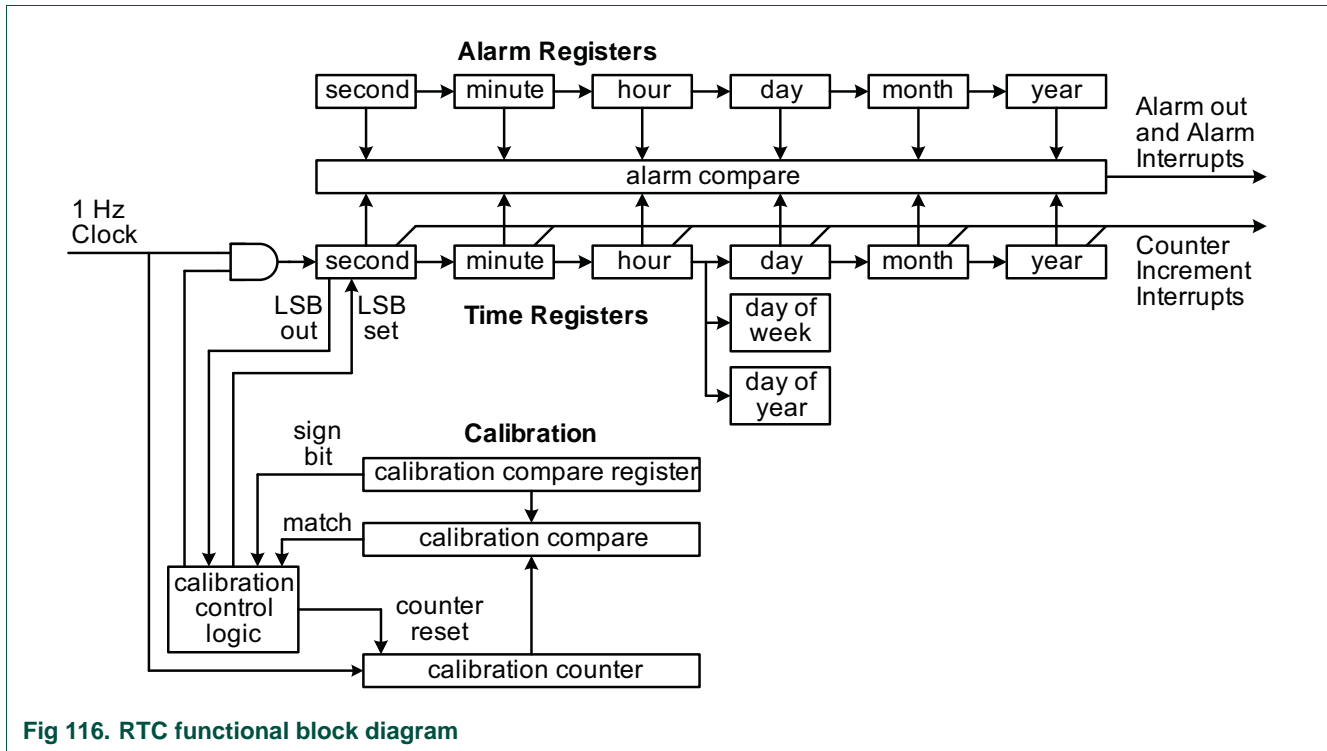 Alarm Registers
second
minute
hour
day
month
year
Alarm out
and Alarm
Interrupts
alarm compare
1 Hz
Clock
second
minute
hour
day
month
year
Counter
Increment
Interrupts
LSB
out
LSB
set
Time Registers
day of
week
day of
year
Calibration
sign
bit
calibration compare register
match
calibration compare
calibration
control
logic
counter
reset
calibration counter
Fig 116. RTC functional block diagram